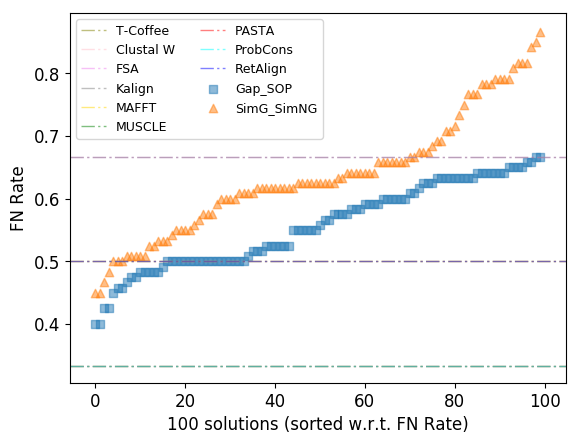 T-Coffee
Clustal W
FSA
Kalign
MAFFT
MUSCLE
PASTA
ProbCons
RetAlign
Gap_SOP
SimG_SimNG
FN Rate
0.8
0.7
0.6
0.5
0.4
0 20 40 60 80 100
100 solutions (sorted w.r.t. FN Rate)